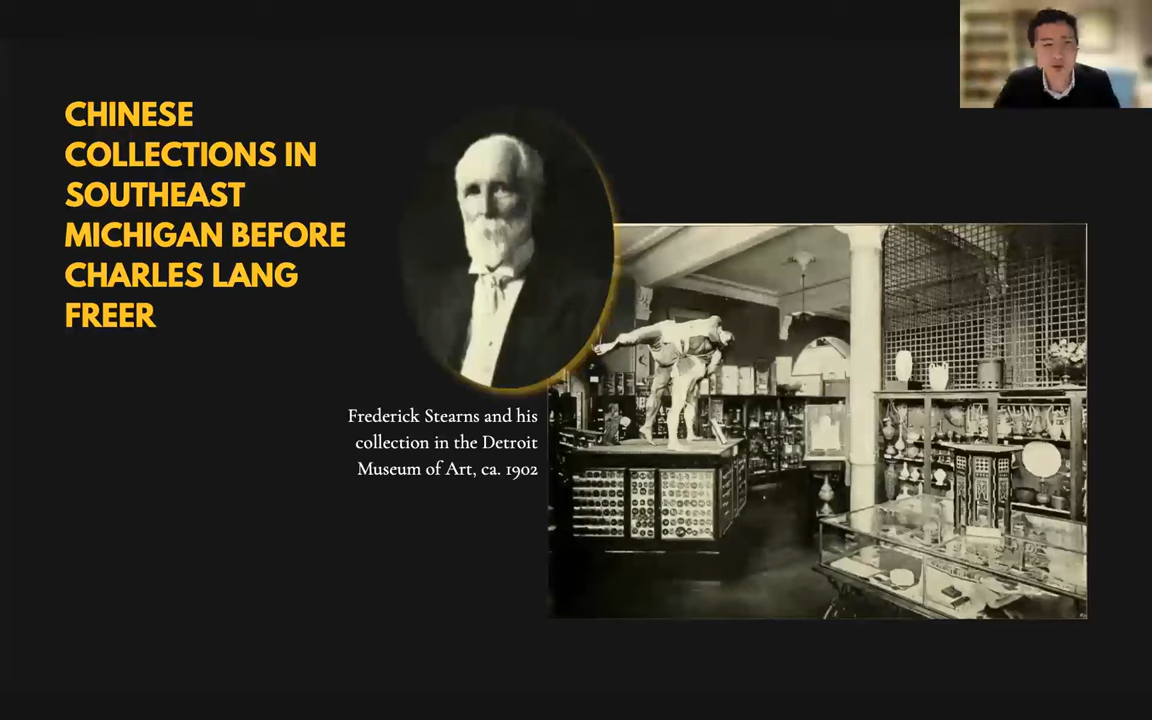 CHINESE
COLLECTIONS IN
SOUTHEAST
MICHIGAN BEFORE
CHARLES LANG
FREER
Frederick Stearns and his
collection in the Detroit
Museum of Art, ca. 1902